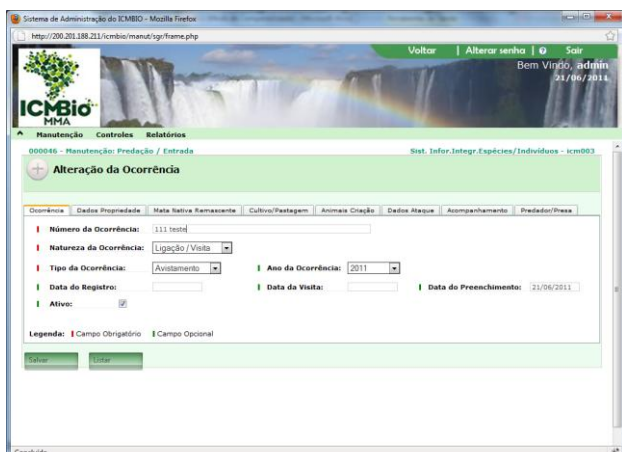 Sistema de Administração do ICMBIO - Mozilla Firefox
http://200.201.188.211/icmbio/manut/sgr/frame.php
Voltar | Alterar senha | Sair
Bem Vindo, admin
21/06/2011
ICMBio
MMA
Manutenção Controles Relatórios
000046 - Manutenção: Predação / Entrada Sist. Infor.Integr.Espécies/Indivíduos - icm003
Alteração da Ocorrência
Ocorrência Dados Propriedade Mata Nativa Remascente Cultivo/Pastagem Animais Criação Dados Ataque Acompanhamento Predador/Presa
Número da Ocorrência: 111 teste
Natureza da Ocorrência: Ligação / Visita
Tipo da Ocorrência: Avistamento Ano da Ocorrência: 2011
Data do Registro: Data da Visita: Data do Preenchimento: 21/06/2011
Ativo:
Legenda: Campo Obrigatório Campo Opcional
Salvar Listar
Concluído